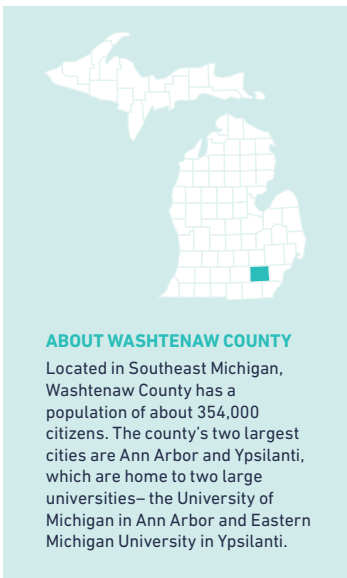 ABOUT WASHTENAW COUNTY
Located in Southeast Michigan,
Washtenaw County has a
population of about 354,000
citizens. The county’s two largest
cities are Ann Arbor and Ypsilanti,
which are home to two large
universities– the University of
Michigan in Ann Arbor and Eastern
Michigan University in Ypsilanti.